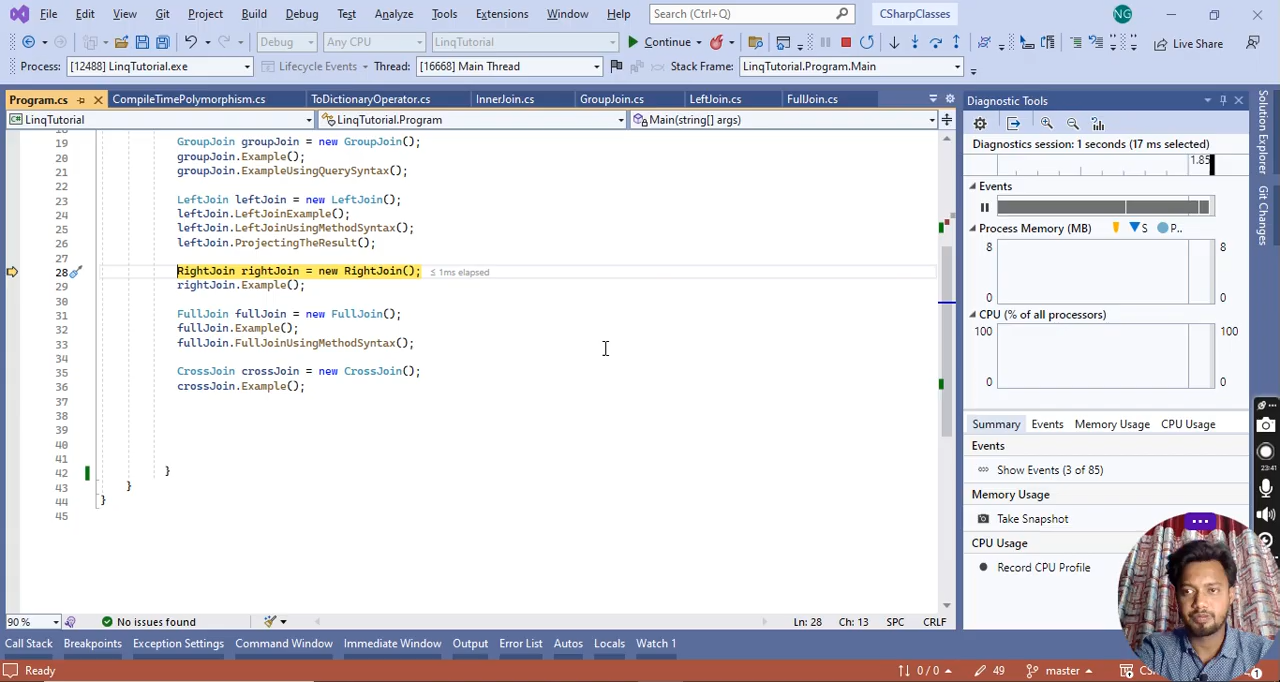 File Edit View Git Project Build Debug Test Analyze Tools Extensions Window Help Search (Ctrl+Q) CSharpClasses NG
Debug Any CPU LinqTutorial Continue Live Share
Process: [12488] LinqTutorial.exe Lifecycle Events Thread: [16668] Main Thread Stack Frame: LinqTutorial.Program.Main
Program.cs CompileTimePolymorphism.cs ToDictionaryOperator.cs InnerJoin.cs GroupJoin.cs LeftJoin.cs FullJoin.cs
LinqTutorial LinqTutorial.Program Main(string[] args)
19 GroupJoin groupJoin = new GroupJoin();
20 groupJoin.Example();
21 groupJoin.ExampleUsingQuerySyntax();
22
23 LeftJoin leftJoin = new LeftJoin();
24 leftJoin.LeftJoinExample();
25 leftJoin.LeftJoinUsingMethodSyntax();
26 leftJoin.ProjectingTheResult();
27
28 RightJoin rightJoin = new RightJoin(); ≤ 1ms elapsed
29 rightJoin.Example();
30
31 FullJoin fullJoin = new FullJoin();
32 fullJoin.Example();
33 fullJoin.FullJoinUsingMethodSyntax();
34
35 CrossJoin crossJoin = new CrossJoin();
36 crossJoin.Example();
37
38
39
40
41
42 }
43 }
44 }
45
90 % No issues found Ln: 28 Ch: 13 SPC CRLF
Call Stack Breakpoints Exception Settings Command Window Immediate Window Output Error List Autos Locals Watch 1
Ready 0 / 0 49 master 1
Diagnostic Tools
Diagnostics session: 1 seconds (17 ms selected)
1.85
Events
Process Memory (MB) S P..
8 8
0 0
CPU (% of all processors)
100 100
0 0
Summary Events Memory Usage CPU Usage
Events
Show Events (3 of 85)
Memory Usage
Take Snapshot
CPU Usage
Record CPU Profile
Solution Explorer
Git Changes
23:41